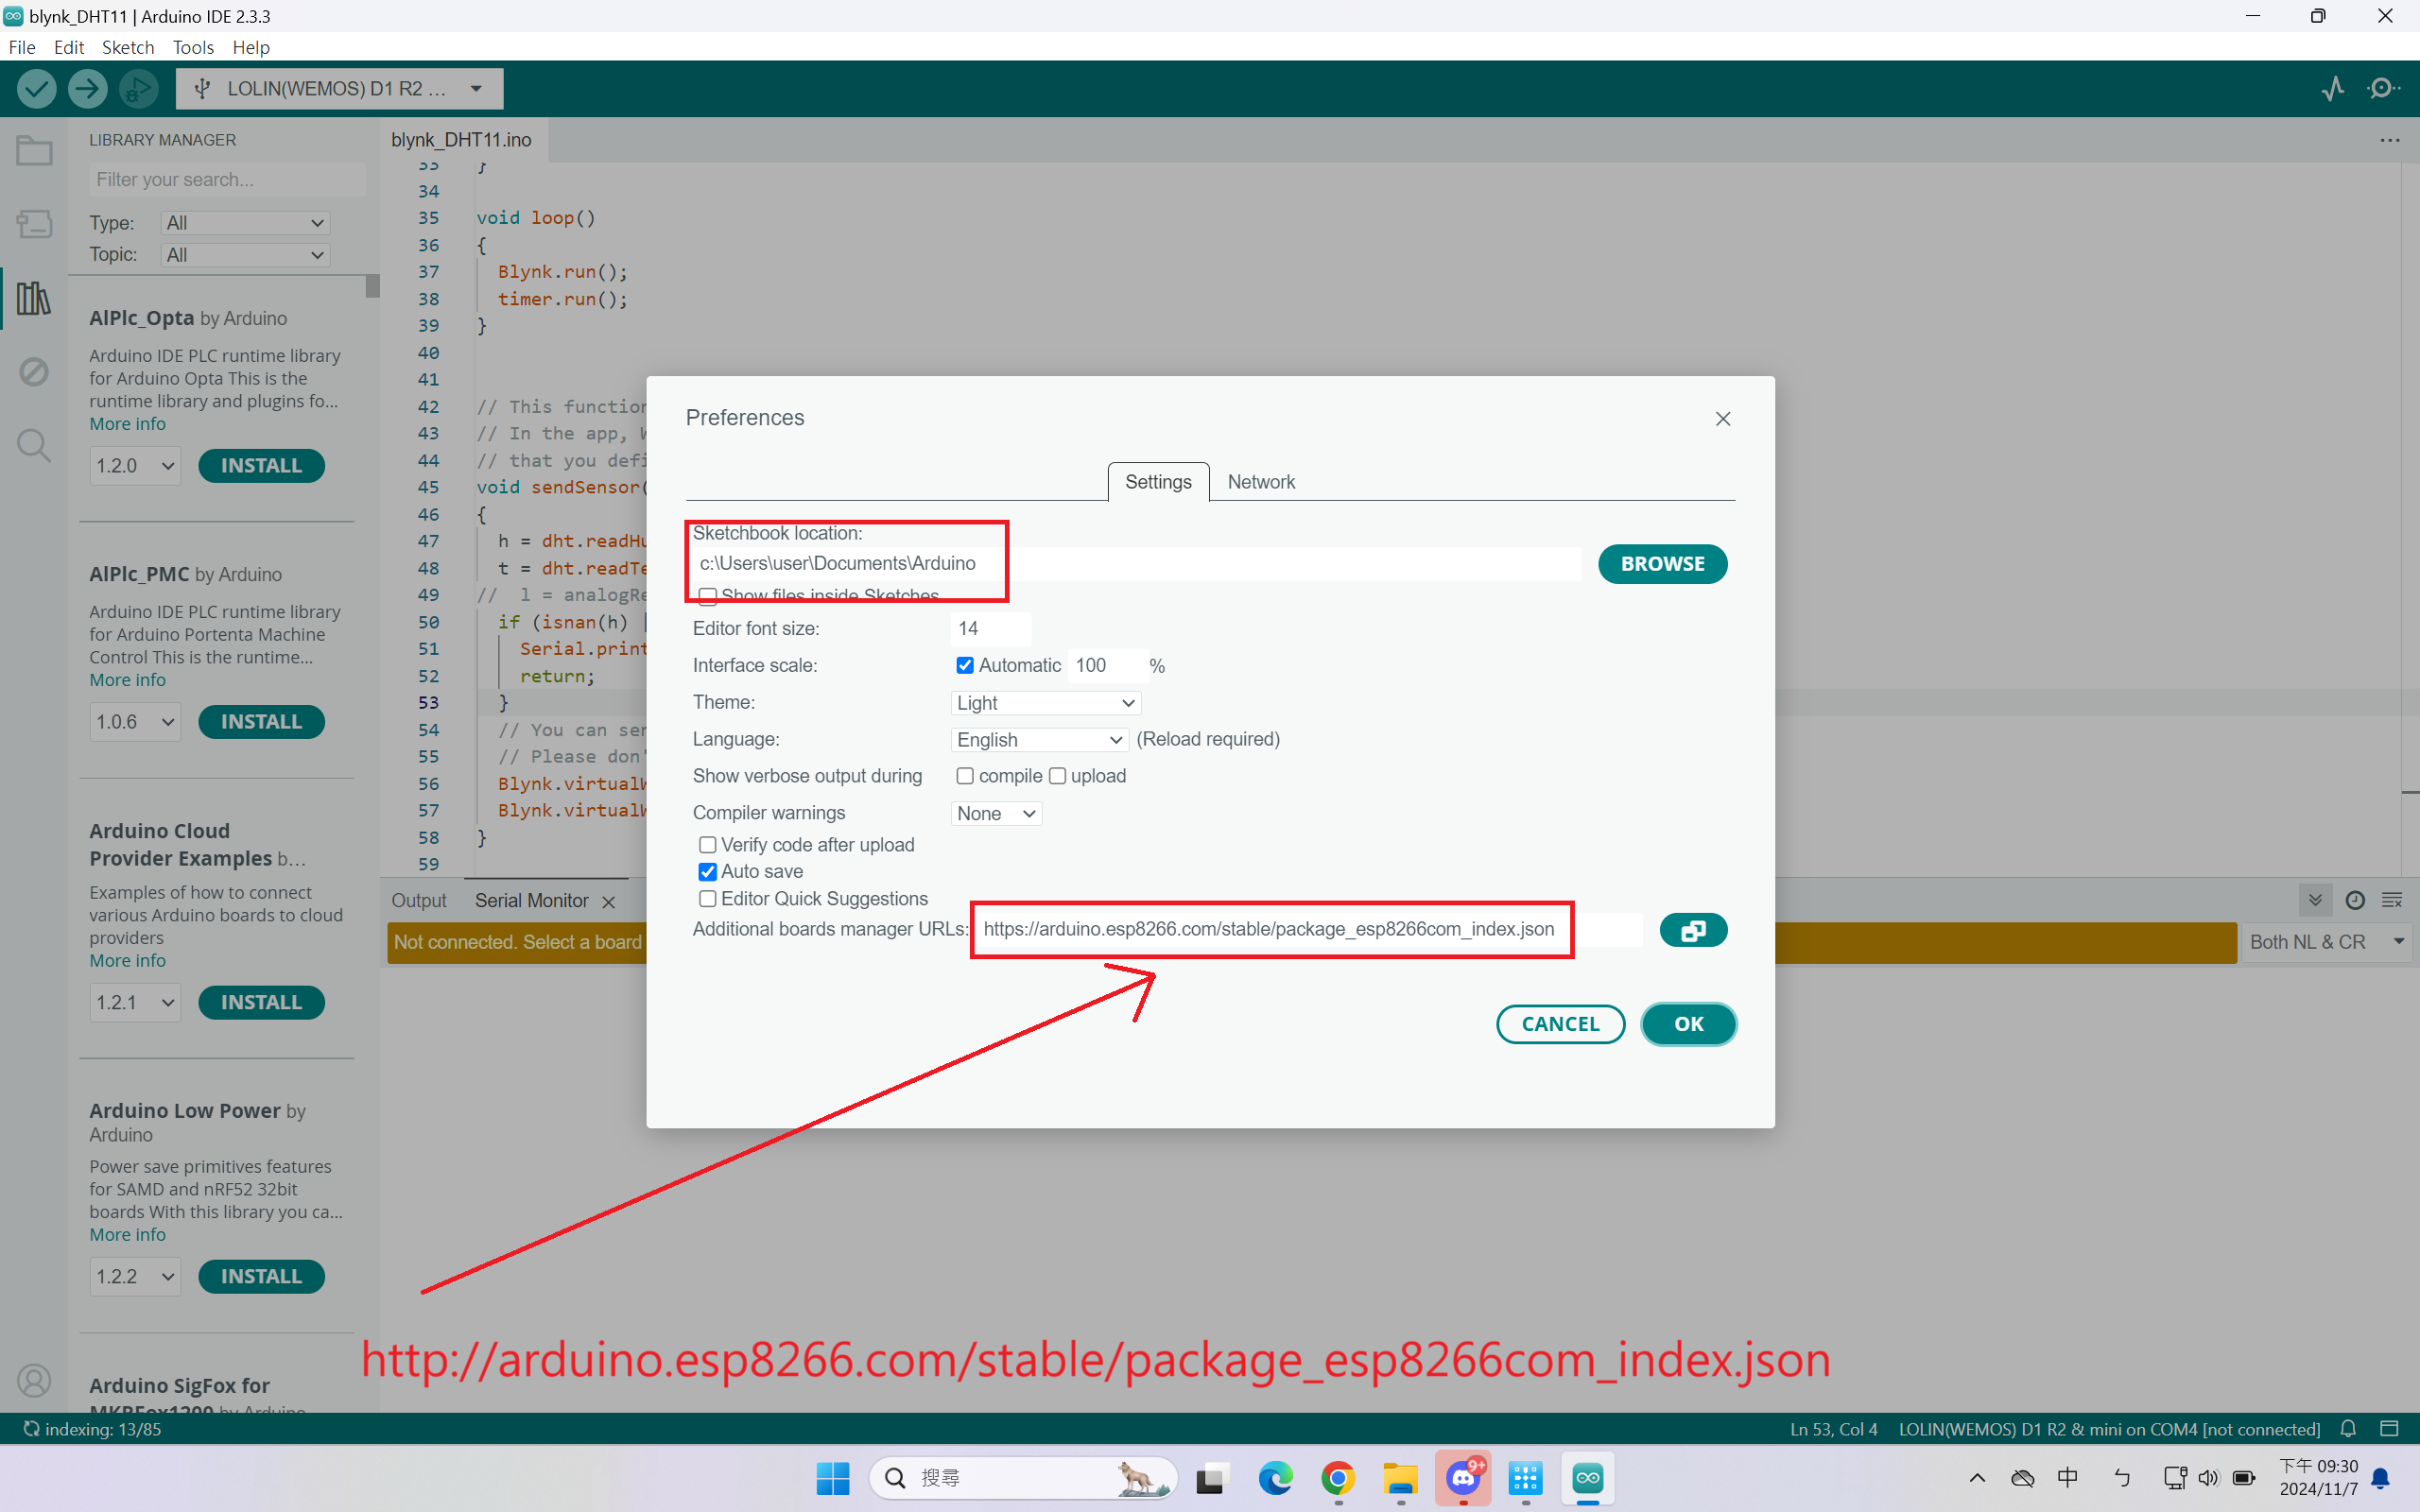 blynk_DHT11 | Arduino IDE 2.3.3
File Edit Sketch Tools Help
LOLIN(WEMOS) D1 R2 ...
LIBRARY MANAGER
Filter your search...
Type: All
Topic: All
AlPlc_Opta by Arduino
Arduino IDE PLC runtime library
for Arduino Opta This is the
runtime library and plugins fo...
More info
1.2.0 INSTALL
AlPlc_PMC by Arduino
Arduino IDE PLC runtime library
for Arduino Portenta Machine
Control This is the runtime...
More info
1.0.6 INSTALL
Arduino Cloud
Provider Examples b...
Examples of how to connect
various Arduino boards to cloud
providers
More info
1.2.1 INSTALL
Arduino Low Power by
Arduino
Power save primitives features
for SAMD and nRF52 32bit
boards With this library you ca...
More info
1.2.2 INSTALL
Arduino SigFox for
MKRFox1200 by Arduino
blynk_DHT11.ino
33 }
34
35 void loop()
36 {
37 Blynk.run();
38 timer.run();
39 }
40
41
42 // This function
43 // In the app, W
44 // that you defi
45 void sendSensor(
46 {
47 h = dht.readHu
48 t = dht.readTe
49 // l = analogRe
50 if (isnan(h) |
51 Serial.print
52 return;
53 }
54 // You can sen
55 // Please don'
56 Blynk.virtualW
57 Blynk.virtualW
58 }
59
Output Serial Monitor
Not connected. Select a board
Both NL & CR
Preferences
Settings Network
Sketchbook location:
c:\Users\user\Documents\Arduino
BROWSE
Show files inside Sketches
Editor font size: 14
Interface scale: Automatic 100 %
Theme: Light
Language: English (Reload required)
Show verbose output during compile upload
Compiler warnings None
Verify code after upload
Auto save
Editor Quick Suggestions
Additional boards manager URLs: https://arduino.esp8266.com/stable/package_esp8266com_index.json
CANCEL OK
http://arduino.esp8266.com/stable/package_esp8266com_index.json
indexing: 13/85
Ln 53, Col 4 LOLIN(WEMOS) D1 R2 & mini on COM4 [not connected]
搜尋
9+
中 ㄅ
下午 09:30
2024/11/7